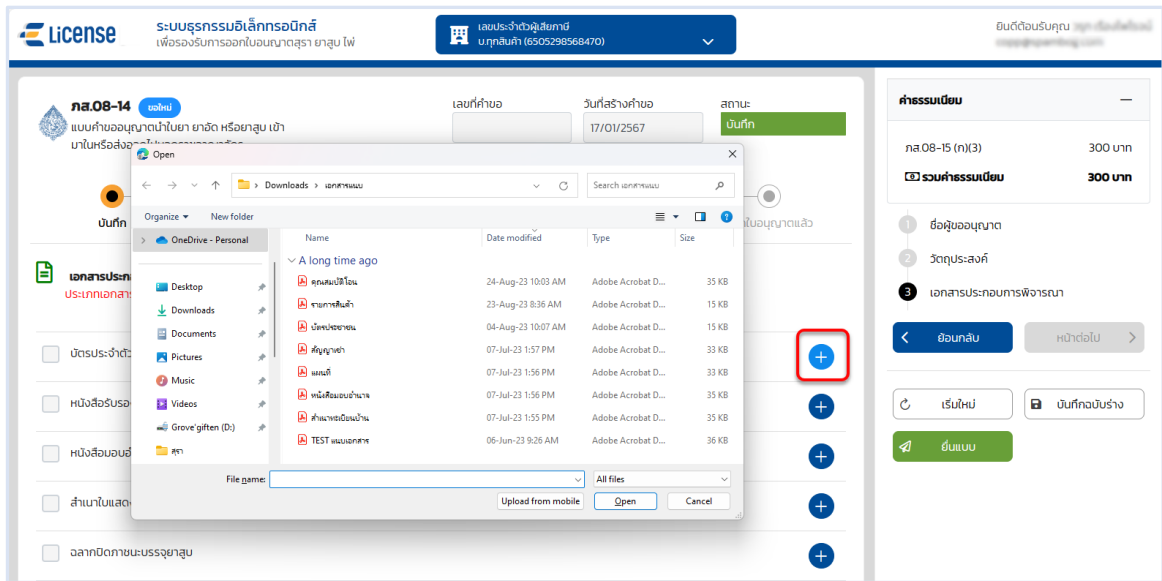 License
ระบบธุรกรรมอิเล็กทรอนิกส์
เพื่อรองรับการออกใบอนุญาตสุรา ยาสูบ ไพ่
เลขประจำตัวผู้เสียภาษี
บ.ทุกสินค้า (6505298568470)
ยินดีต้อนรับคุณ
ภส.08-14 ขอใหม่
แบบคำขออนุญาตนำใบยา ยาอัด หรือยาสูบ เข้า
มาในหรือส่งออกไปนอกราชอาณาจักร
เลขที่คำขอ
วันที่สร้างคำขอ
17/01/2567
สถานะ
บันทึก
บันทึก
ใบอนุญาตแล้ว
เอกสารประก
ประเภทเอกสาร
บัตรประจำตัว
หนังสือรับรอ
หนังสือมอบอำ
สำเนาใบแสด
ฉลากปิดภาชนะบรรจุยาสูบ
Open
Downloads > เอกสารแนบ
Search เอกสารแนบ
Organize New folder
OneDrive - Personal
Desktop
Downloads
Documents
Pictures
Music
Videos
Grove'giften (D:)
สุรา
Name Date modified Type Size
A long time ago
คุณสมบัติโอน 24-Aug-23 10:03 AM Adobe Acrobat D... 35 KB
รายการสินค้า 23-Aug-23 8:36 AM Adobe Acrobat D... 15 KB
บัตรประชาชน 04-Aug-23 10:07 AM Adobe Acrobat D... 15 KB
สัญญาเช่า 07-Jul-23 1:57 PM Adobe Acrobat D... 33 KB
แผนที่ 07-Jul-23 1:56 PM Adobe Acrobat D... 33 KB
หนังสือมอบอำนาจ 07-Jul-23 1:56 PM Adobe Acrobat D... 35 KB
สำเนาทะเบียนบ้าน 07-Jul-23 1:55 PM Adobe Acrobat D... 35 KB
TEST แนบเอกสาร 06-Jun-23 9:26 AM Adobe Acrobat D... 36 KB
File name:
All files
Upload from mobile Open Cancel
ค่าธรรมเนียม
ภส.08-15 (ก)(3) 300 บาท
รวมค่าธรรมเนียม 300 บาท
1 ชื่อผู้ขออนุญาต
2 วัตถุประสงค์
3 เอกสารประกอบการพิจารณา
ย้อนกลับ
หน้าต่อไป
เริ่มใหม่
บันทึกฉบับร่าง
ยื่นแบบ